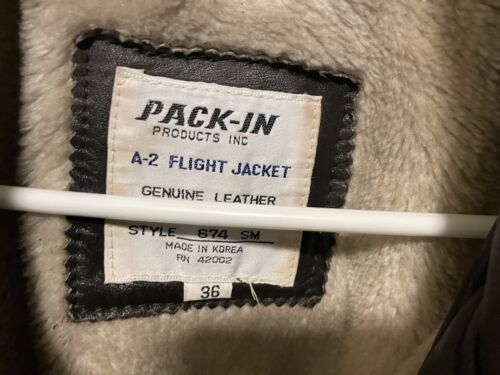 PACK-IN
PRODUCTS INC
A-2 FLIGHT JACKET
GENUINE LEATHER
STYLE 674 SM
MADE IN KOREA
RN 42002
36